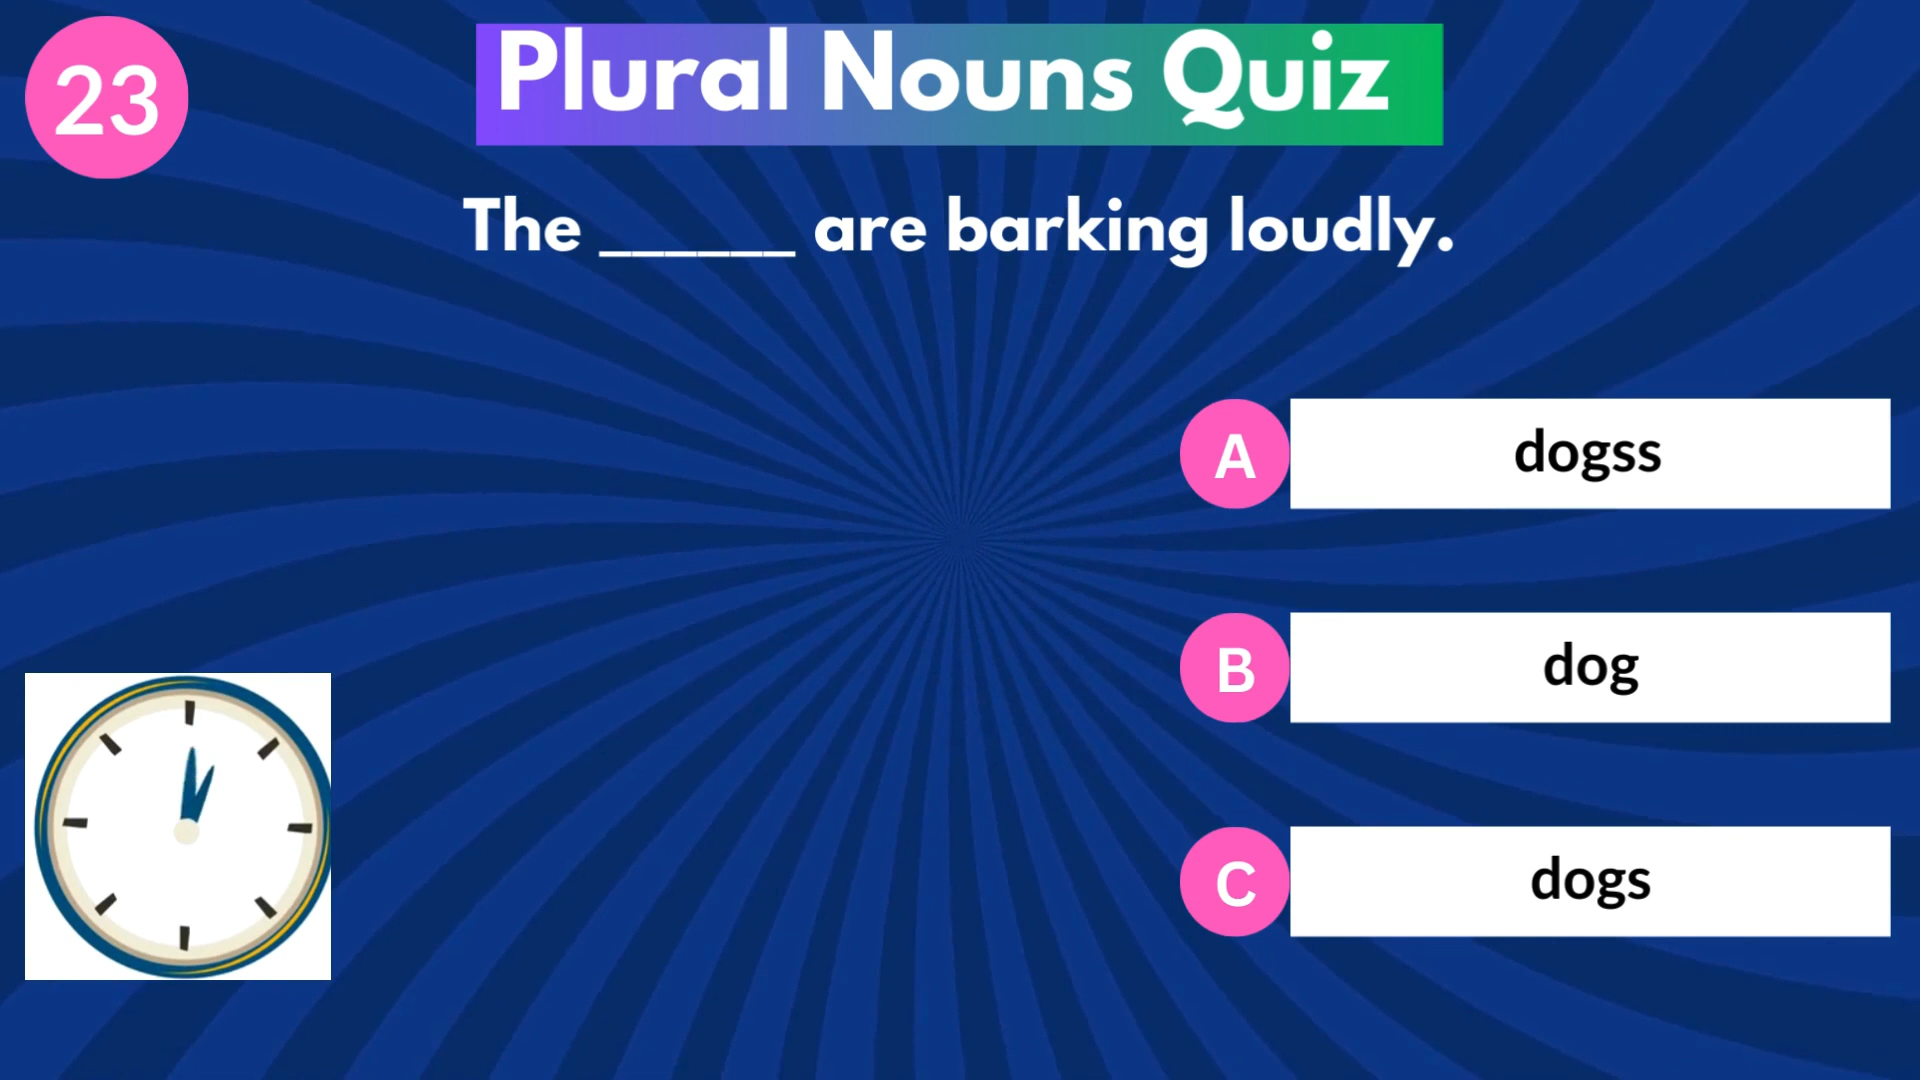 23
Plural Nouns Quiz
The ______ are barking loudly.
A dogss
B dog
C dogs